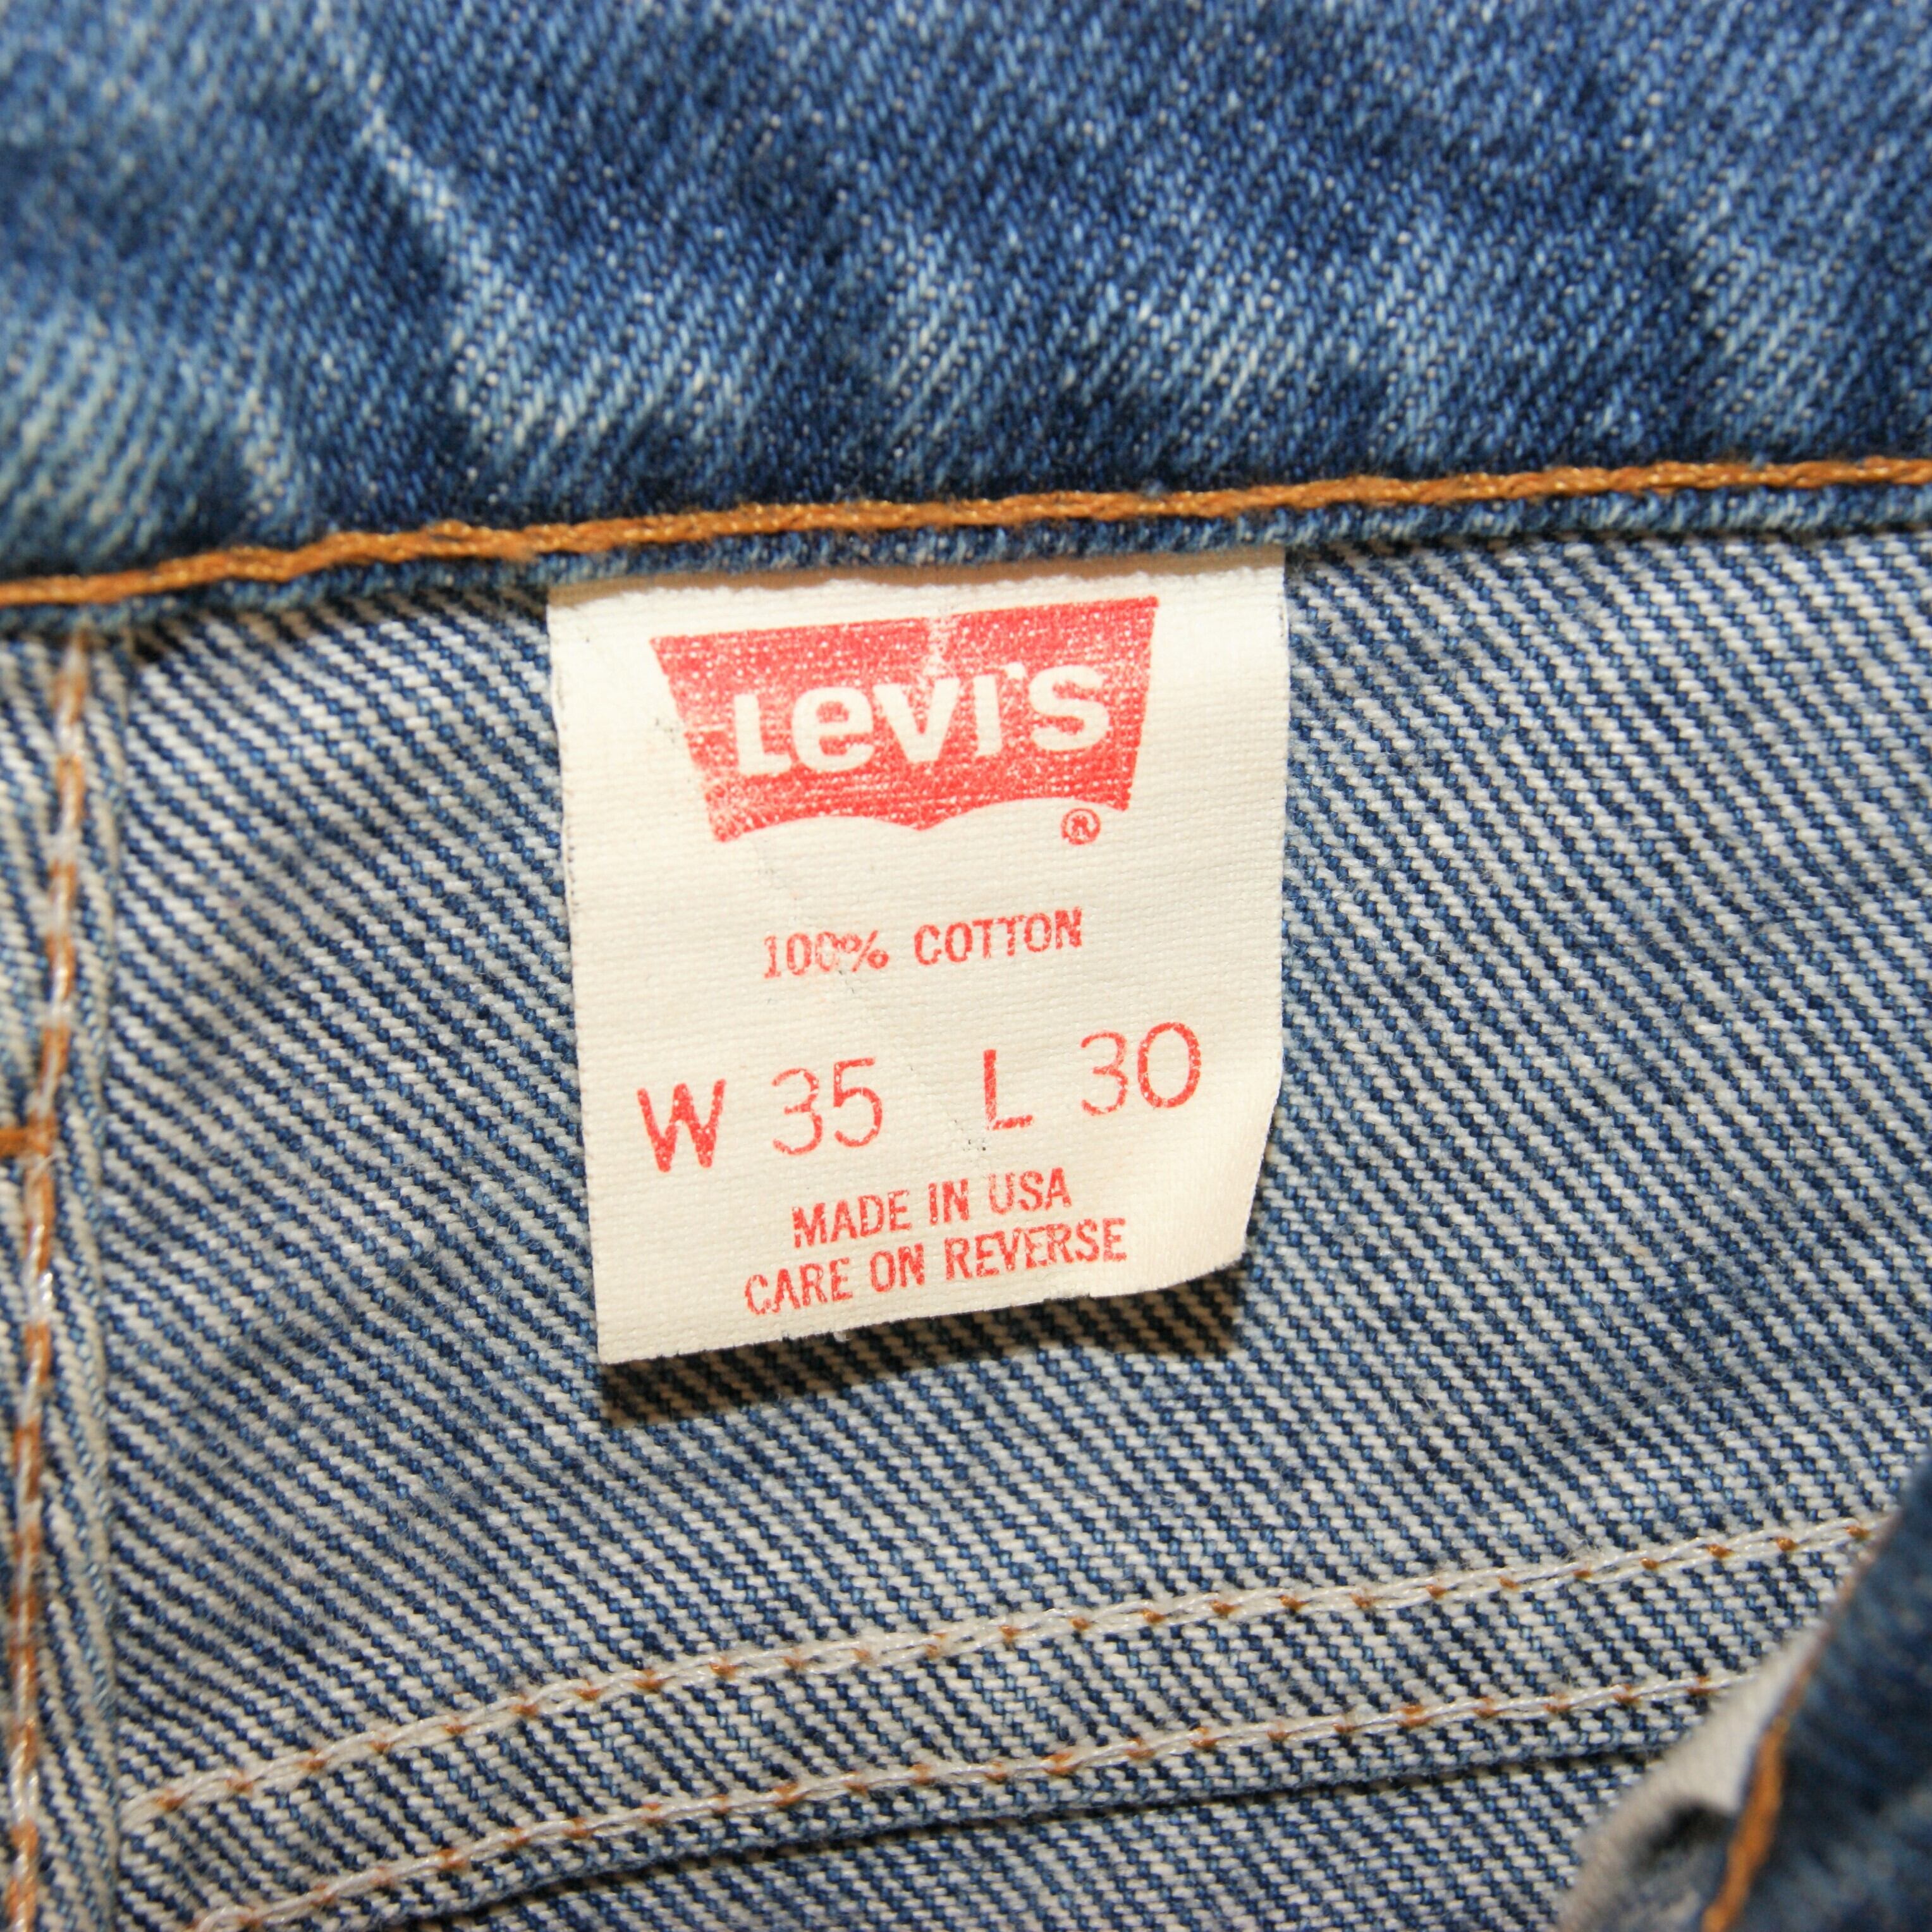 Levi's
®
100% COTTON
W 35 L 30
MADE IN USA
CARE ON REVERSE